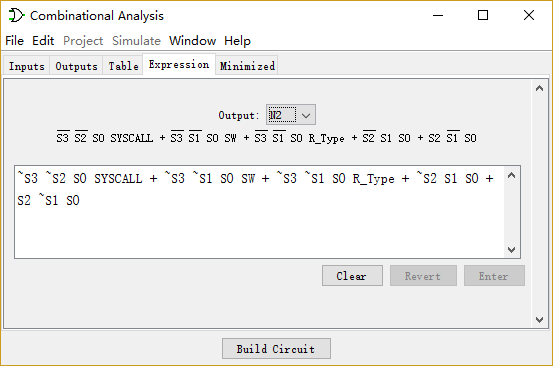 Combinational Analysis
File Edit Project Simulate Window Help
Inputs Outputs Table Expression Minimized
Output: N2
S3 S2 S0 SYSCALL + S3 S1 S0 SW + S3 S1 S0 R_Type + S2 S1 S0 + S2 S1 S0
~S3 ~S2 S0 SYSCALL + ~S3 ~S1 S0 SW + ~S3 ~S1 S0 R_Type + ~S2 S1 S0 +
S2 ~S1 S0
Clear Revert Enter
Build Circuit